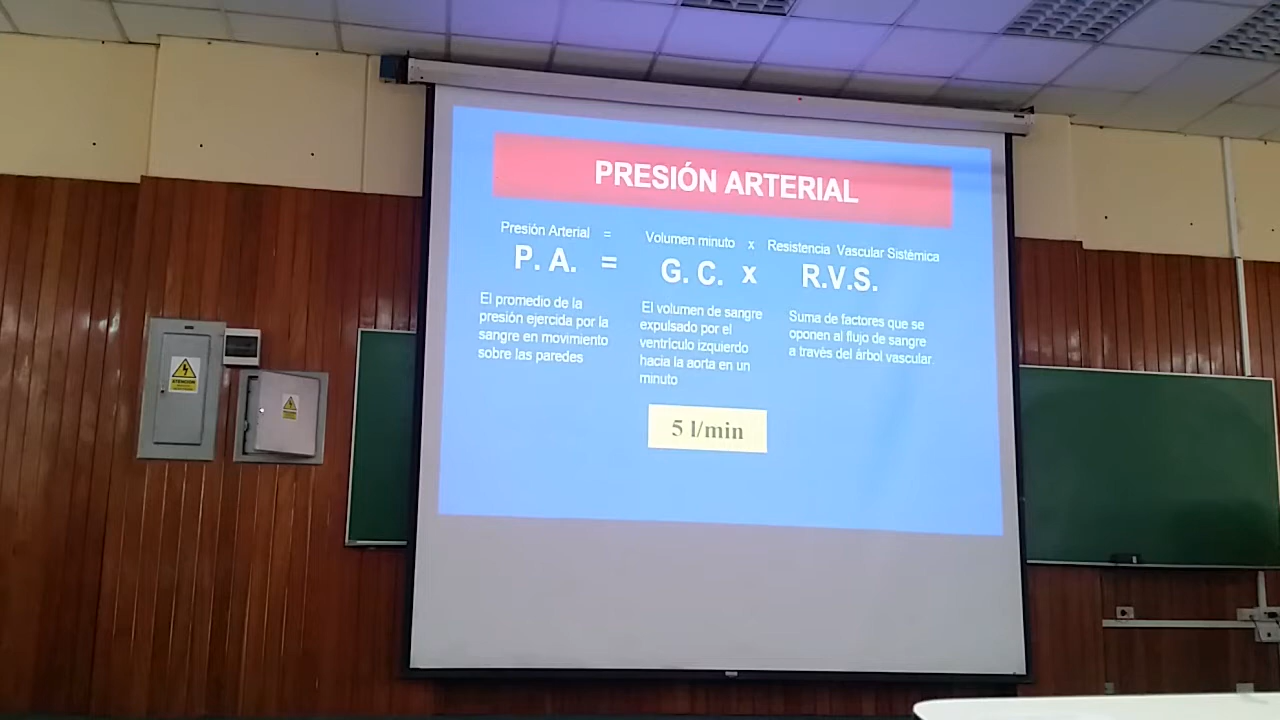 PRESIÓN ARTERIAL
Presión Arterial = Volumen minuto x Resistencia Vascular Sistémica
P. A. = G. C. x R.V.S.
El promedio de la
presión ejercida por la
sangre en movimiento
sobre las paredes
El volumen de sangre
expulsado por el
ventrículo izquierdo
hacia la aorta en un
minuto
Suma de factores que se
oponen al flujo de sangre
a través del árbol vascular
5 l/min
ATENCION